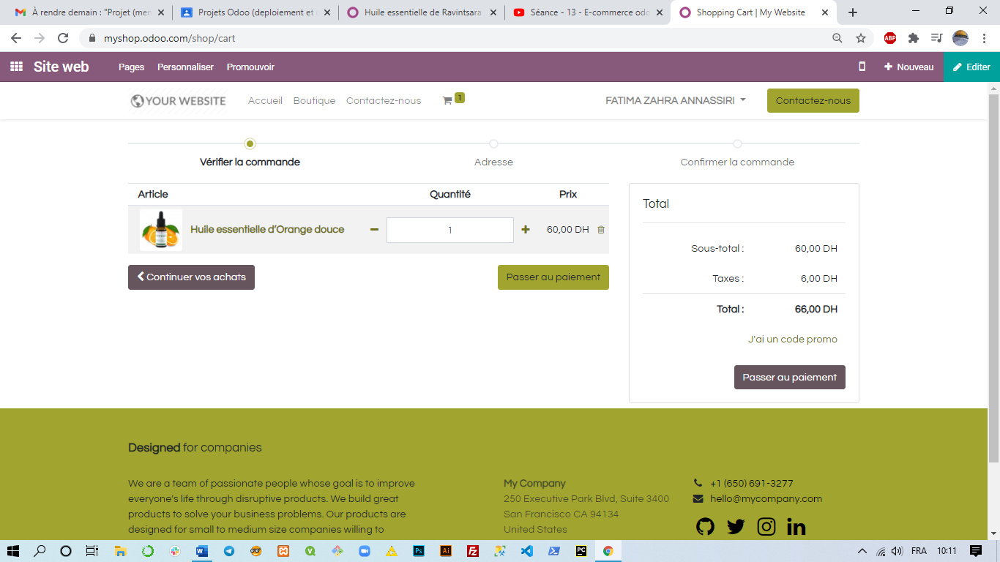 À rendre demain : "Projet (mer
Projets Odoo (deploiement et
Huile essentielle de Ravintsara
Séance - 13 - E-commerce odo
Shopping Cart | My Website
myshop.odoo.com/shop/cart
ABP
Site web
Pages
Personnaliser
Promouvoir
Nouveau
Editer
YOUR WEBSITE
Accueil
Boutique
Contactez-nous
1
FATIMA ZAHRA ANNASSIRI
Contactez-nous
Vérifier la commande
Adresse
Confirmer la commande
Article
Quantité
Prix
Huile essentielle d’Orange douce
1
60,00 DH
Continuer vos achats
Passer au paiement
Total
Sous-total : 60,00 DH
Taxes : 6,00 DH
Total : 66,00 DH
J'ai un code promo
Passer au paiement
Designed for companies
We are a team of passionate people whose goal is to improve
everyone's life through disruptive products. We build great
products to solve your business problems. Our products are
designed for small to medium size companies willing to
My Company
250 Executive Park Blvd, Suite 3400
San Francisco CA 94134
United States
+1 (650) 691-3277
hello@mycompany.com
Ps
Ai
Fz
PC
FRA
10:11